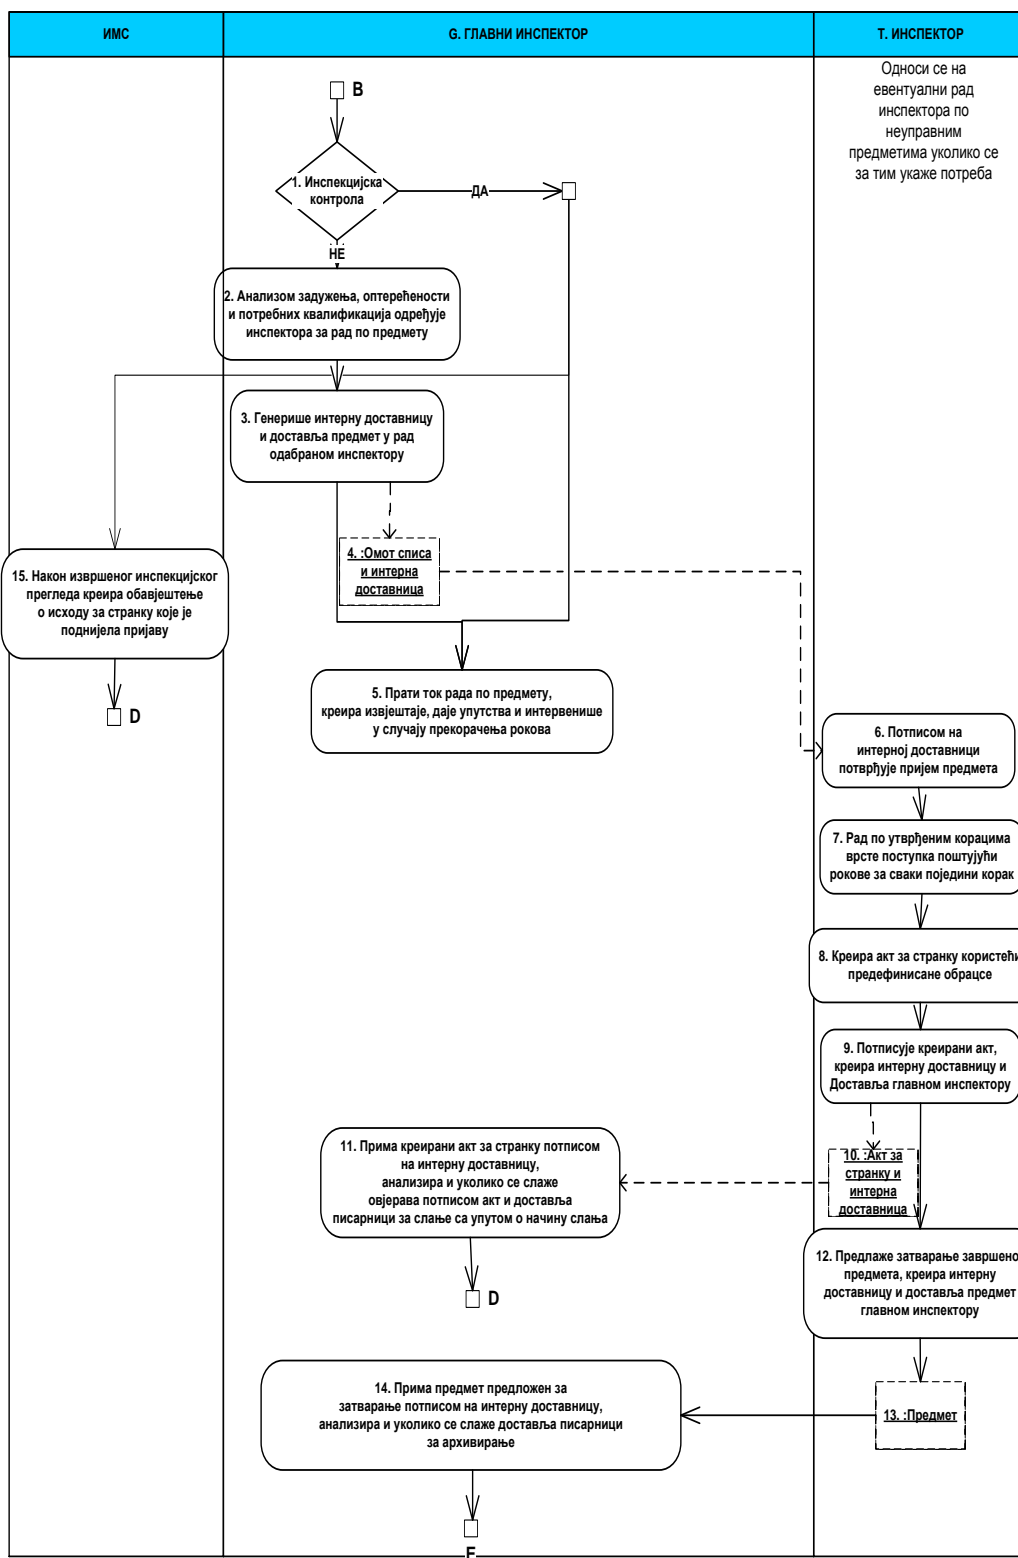 ИМС
G. ГЛАВНИ ИНСПЕКТОР
Т. ИНСПЕКТОР
Односи се на
евентуални рад
инспектора по
неуправним
предметима уколико се
за тим укаже потреба
B
1. Инспекцијска
контрола
ДА
НЕ
2. Анализом задужења, оптерећености
и потребних квалификација одређује
инспектора за рад по предмету
3. Генерише интерну доставницу
и доставља предмет у рад
одабраном инспектору
4. :Омот списа
и интерна
доставница
15. Након извршеног инспекцијског
прегледа креира обавјештење
о исходу за странку које је
поднијела пријаву
D
5. Прати ток рада по предмету,
креира извјештаје, даје упутства и интервенише
у случају прекорачења рокова
6. Потписом на
интерној доставници
потврђује пријем предмета
7. Рад по утврђеним корацима
врсте поступка поштујући
рокове за сваки поједини корак
8. Креира акт за странку користећи
предефинисане обрасце
9. Потписује креирани акт,
креира интерну доставницу и
Доставља главном инспектору
10. :Акт за
странку и
интерна
доставница
11. Прима креирани акт за странку потписом
на интерну доставницу,
анализира и уколико се слаже
овјерава потписом акт и доставља
писарници за слање са упутом о начину слања
D
12. Предлаже затварање завршено
предмета, креира интерну
доставницу и доставља предмет
главном инспектору
13. :Предмет
14. Прима предмет предложен за
затварање потписом на интерну доставницу,
анализира и уколико се слаже доставља писарници
за архивирање